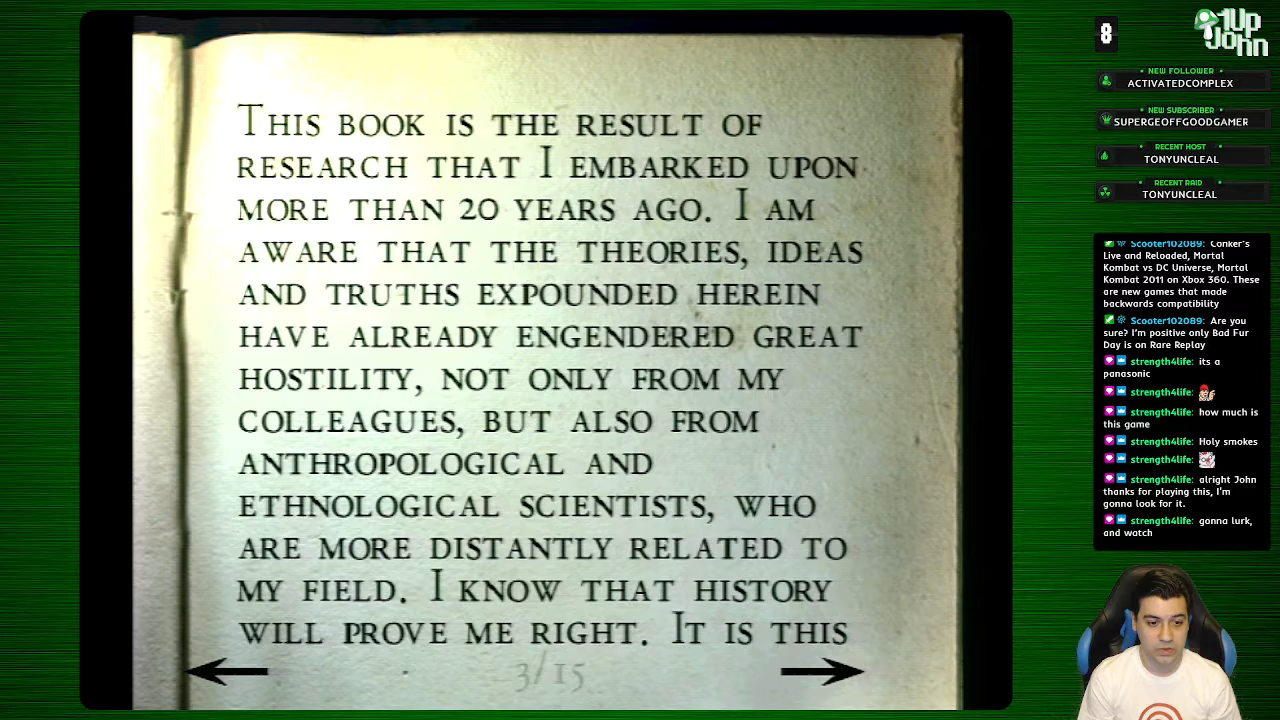 This book is the result of
research that I embarked upon
more than 20 years ago. I am
aware that the theories, ideas
and truths expounded herein
have already engendered great
hostility, not only from my
colleagues, but also from
anthropological and
ethnological scientists, who
are more distantly related to
my field. I know that history
will prove me right. It is this
3/15
8
1Up
John
NEW FOLLOWER
ACTIVATEDCOMPLEX
NEW SUBSCRIBER
SUPERGEOFFGOODGAMER
RECENT HOST
TONYUNCLEAL
RECENT RAID
TONYUNCLEAL
Scooter102089: Conker's
Live and Reloaded, Mortal
Kombat vs DC Universe, Mortal
Kombat 2011 on Xbox 360. These
are new games that made
backwards compatibility
Scooter102089: Are you
sure? I'm positive only Bad Fur
Day is on Rare Replay
strength4life: its a
panasonic
strength4life:
strength4life: how much is
this game
strength4life: Holy smokes
strength4life:
strength4life: alright John
thanks for playing this, I'm
gonna look for it.
strength4life: gonna lurk,
and watch